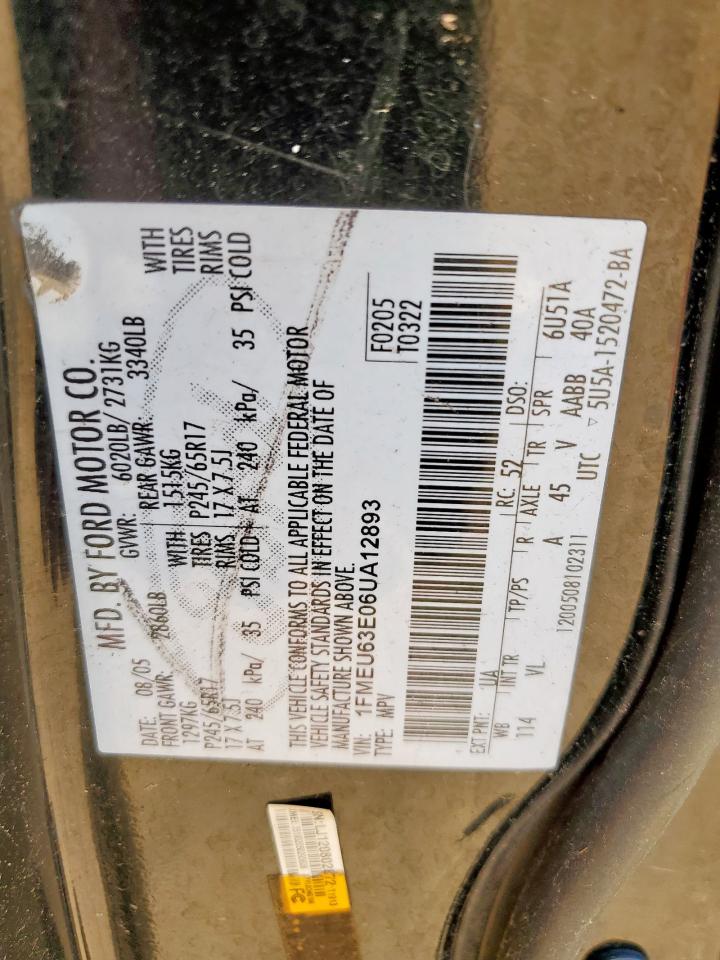 MFD. BY FORD MOTOR CO.
DATE: 08/05 GVWR: 6020LB/ 2731KG
FRONT GAWR: 2860LB REAR GAWR: 3340LB
1297KG WITH 1515KG WITH
P245/65R17 TIRES P245/65R17 TIRES
17 X 7.5J RIMS 17 X 7.5J RIMS
AT 240 kPa/ 35 PSI COLD AT 240 kPa/ 35 PSI COLD
THIS VEHICLE CONFORMS TO ALL APPLICABLE FEDERAL MOTOR
VEHICLE SAFETY STANDARDS IN EFFECT ON THE DATE OF
MANUFACTURE SHOWN ABOVE.
VIN: 1FMEU63E06UA12893 F0205
TYPE: MPV T0322
EXT PNT: UA RC: 52 DSO:
WB INT TR TP/PS R AXLE TR SPR 6U51A
114 VL A 45 V AABB 40A
1200508102311 UTC ▽ 5U5A-1520472-BA
FC